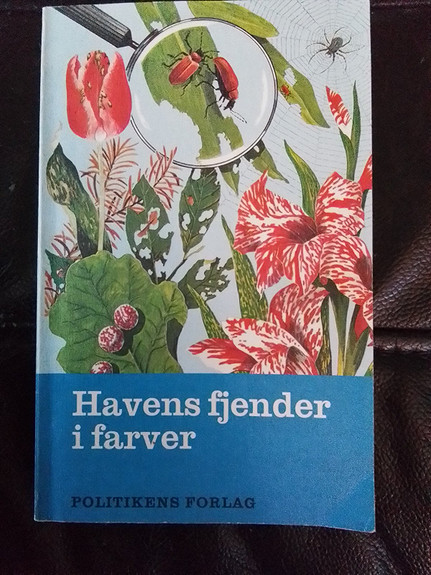 Havens fjender
i farver
POLITIKENS FORLAG